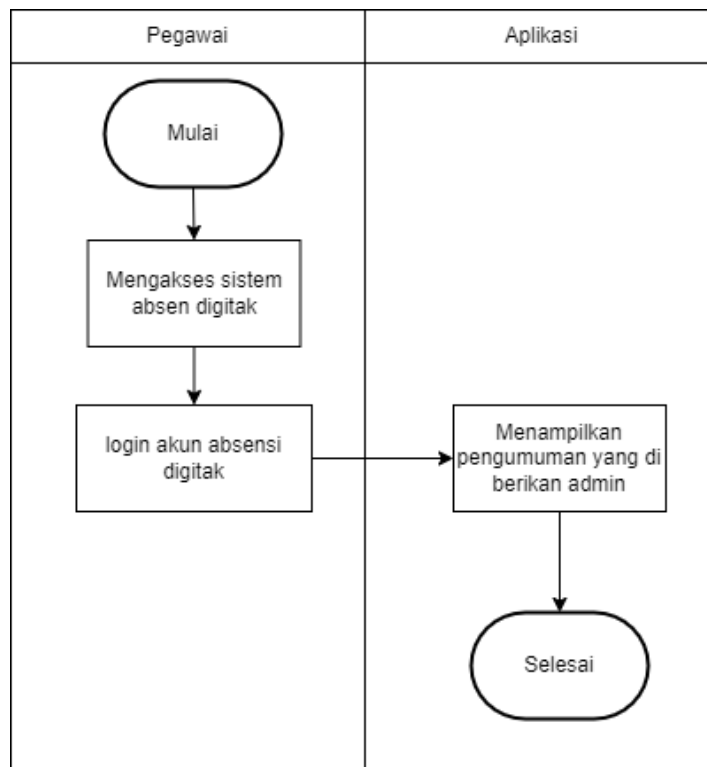 Pegawai
Aplikasi
Mulai
Mengakses sistem
absen digitak
login akun absensi
digitak
Menampilkan
pengumuman yang di
berikan admin
Selesai